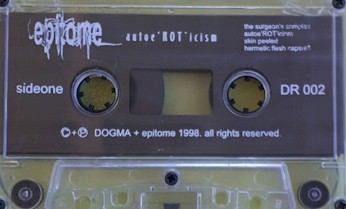 epitome
autoe"ROT"icism
the surgeon's complex
autoe"ROT"icism
skin peeled
hermetic flesh
sideone
DR 002
©+℗ DOGMA + epitome 1998. all rights reserved